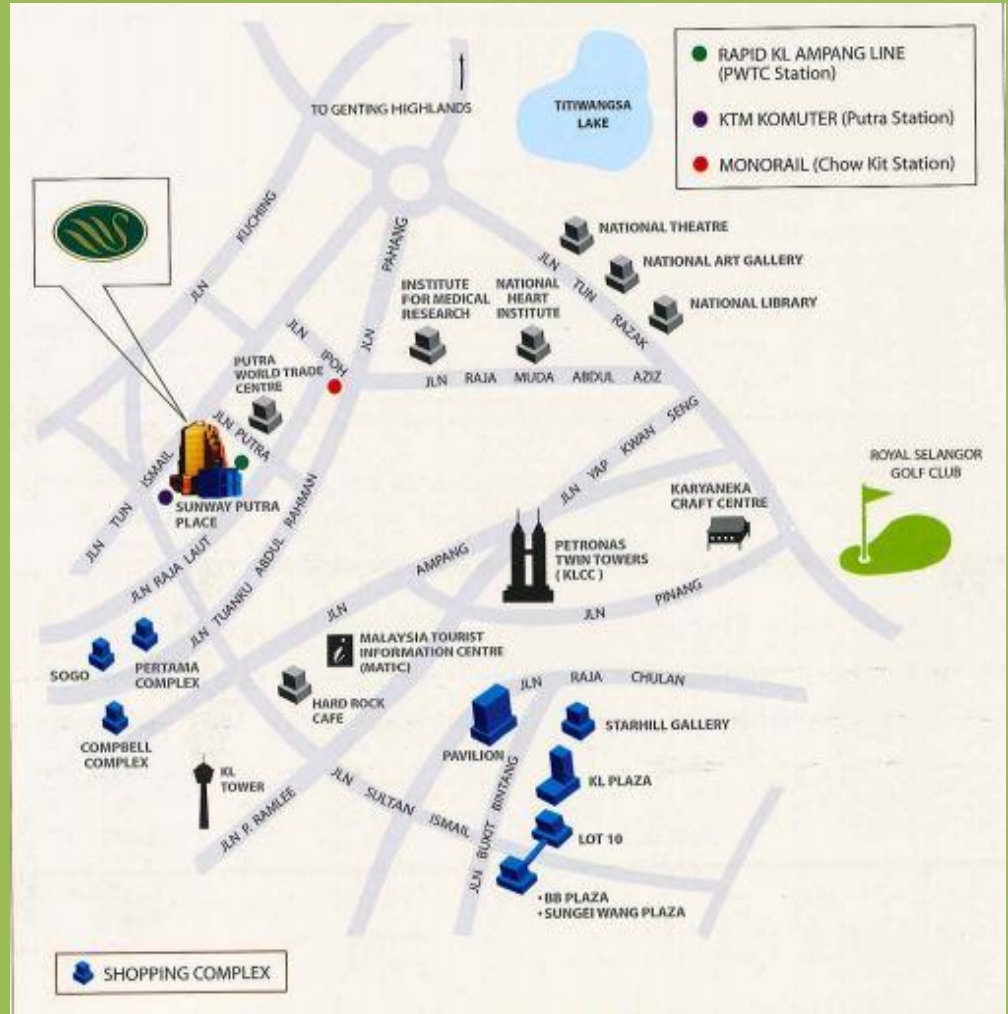 RAPID KL AMPANG LINE
(PWTC Station)
KTM KOMUTER (Putra Station)
MONORAIL (Chow Kit Station)
TO GENTING HIGHLANDS
TITIWANGSA
LAKE
JLN KUCHING
JLN PAHANG
JLN TUN RAZAK
NATIONAL THEATRE
NATIONAL ART GALLERY
NATIONAL LIBRARY
INSTITUTE
FOR MEDICAL
RESEARCH
NATIONAL
HEART
INSTITUTE
JLN IPOH
PUTRA
WORLD TRADE
CENTRE
JLN RAJA MUDA ABDUL AZIZ
JLN PUTRA
JLN TUN ISMAIL
SUNWAY PUTRA
PLACE
JLN YAP KWAN SENG
ROYAL SELANGOR
GOLF CLUB
KARYANEKA
CRAFT CENTRE
JLN RAJA LAUT
JLN TUANKU ABDUL RAHMAN
JLN AMPANG
PETRONAS
TWIN TOWERS
(KLCC)
JLN PINANG
SOGO
PERTAMA
COMPLEX
i
MALAYSIA TOURIST
INFORMATION CENTRE
(MATIC)
HARD ROCK
CAFE
JLN RAJA CHULAN
COMPBELL
COMPLEX
PAVILION
STARHILL GALLERY
KL
TOWER
KL PLAZA
JLN P. RAMLEE
JLN SULTAN ISMAIL
JLN BUKIT BINTANG
LOT 10
• BB PLAZA
• SUNGEI WANG PLAZA
SHOPPING COMPLEX